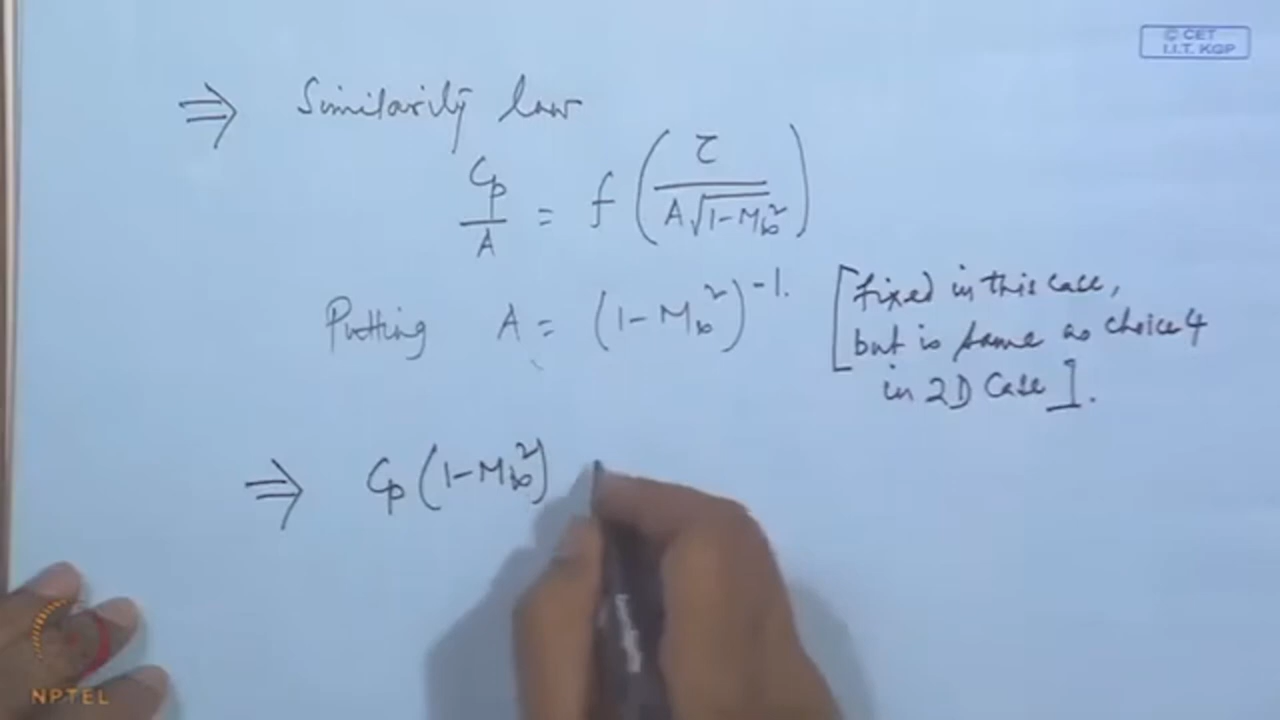 © CET
I.I.T. KGP
⇒ Similarity law
Cp/A = f(τ/(A√(1-M∞²)))
Putting A = (1-M∞²)⁻¹. [fixed in this case,
but is same as choice 4
in 2D Case].
⇒ Cp(1-M∞²)
NPTEL